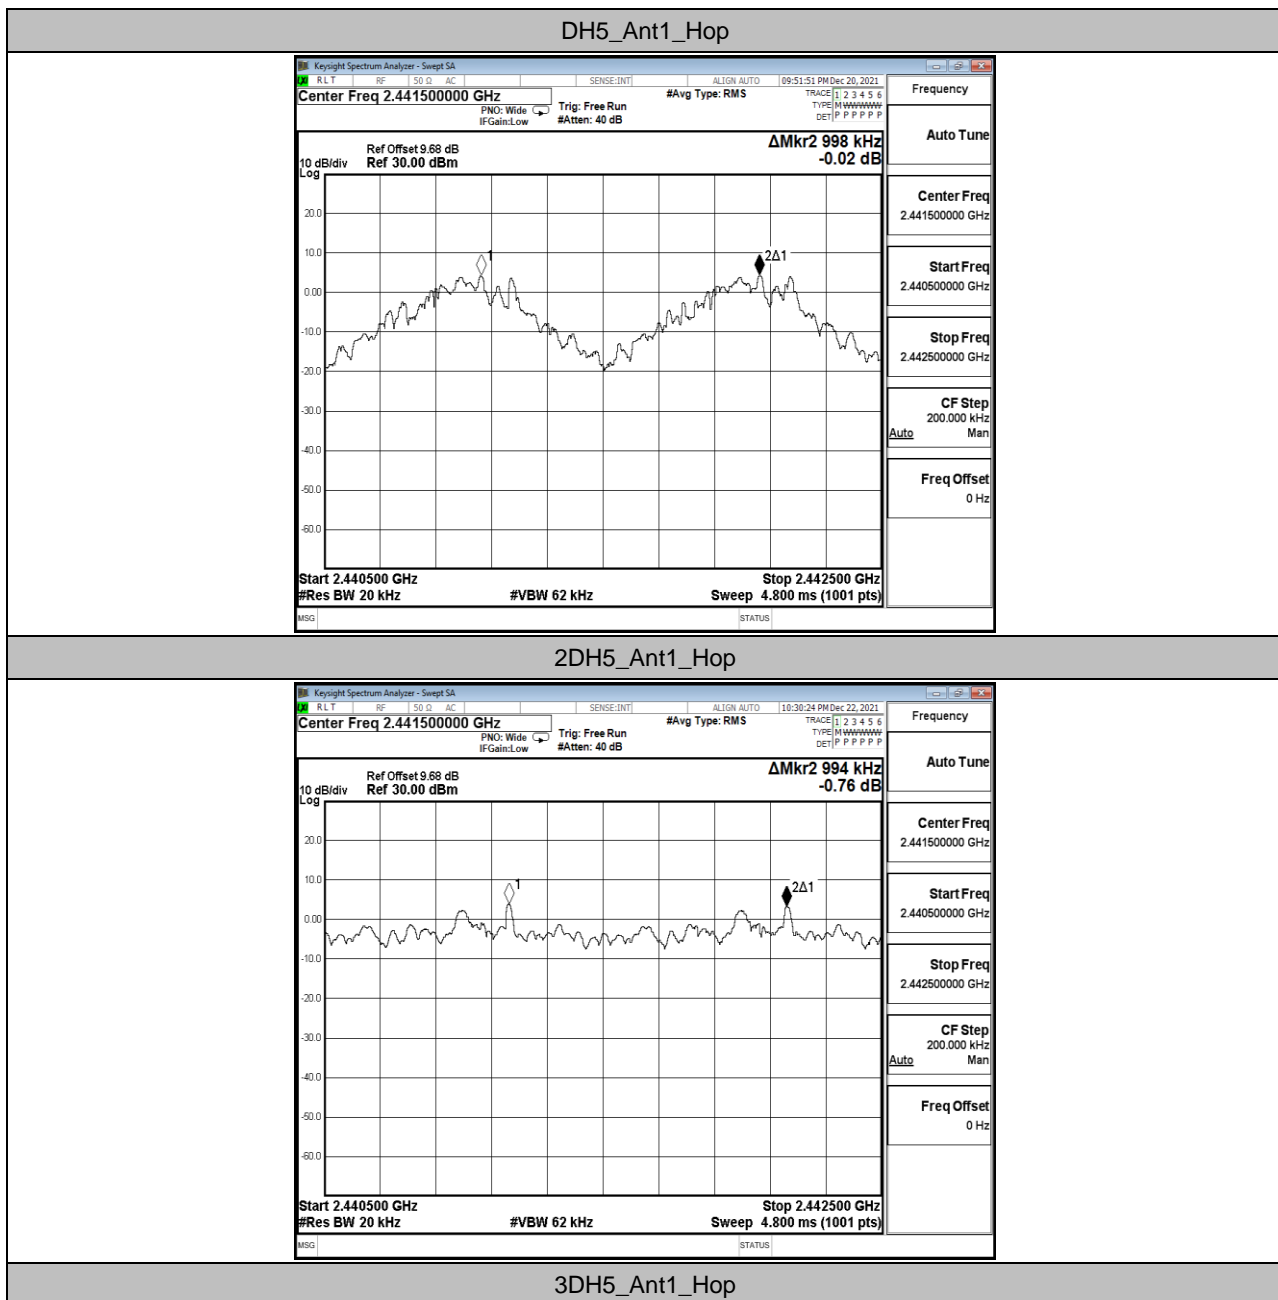 DH5_Ant1_Hop
Keysight Spectrum Analyzer - Swept SA
RLT RF 50 Ω AC SENSE:INT ALIGN AUTO 09:51:51 PM Dec 20, 2021
Center Freq 2.441500000 GHz #Avg Type: RMS TRACE 1 2 3 4 5 6
PNO: Wide Trig: Free Run TYPE M WWWWW
IFGain:Low #Atten: 40 dB DET P P P P P P
Frequency
Auto Tune
ΔMkr2 998 kHz
Ref Offset 9.68 dB
10 dB/div Ref 30.00 dBm -0.02 dB
Log
20.0
10.0
0.00
-10.0
-20.0
-30.0
-40.0
-50.0
-60.0
1
2Δ1
Center Freq
2.441500000 GHz
Start Freq
2.440500000 GHz
Stop Freq
2.442500000 GHz
CF Step
200.000 kHz
Auto Man
Freq Offset
0 Hz
Start 2.440500 GHz Stop 2.442500 GHz
#Res BW 20 kHz #VBW 62 kHz Sweep 4.800 ms (1001 pts)
MSG STATUS
2DH5_Ant1_Hop
Keysight Spectrum Analyzer - Swept SA
RLT RF 50 Ω AC SENSE:INT ALIGN AUTO 10:30:24 PM Dec 22, 2021
Center Freq 2.441500000 GHz #Avg Type: RMS TRACE 1 2 3 4 5 6
PNO: Wide Trig: Free Run TYPE M WWWWW
IFGain:Low #Atten: 40 dB DET P P P P P P
Frequency
Auto Tune
ΔMkr2 994 kHz
Ref Offset 9.68 dB
10 dB/div Ref 30.00 dBm -0.76 dB
Log
20.0
10.0
0.00
-10.0
-20.0
-30.0
-40.0
-50.0
-60.0
1
2Δ1
Center Freq
2.441500000 GHz
Start Freq
2.440500000 GHz
Stop Freq
2.442500000 GHz
CF Step
200.000 kHz
Auto Man
Freq Offset
0 Hz
Start 2.440500 GHz Stop 2.442500 GHz
#Res BW 20 kHz #VBW 62 kHz Sweep 4.800 ms (1001 pts)
MSG STATUS
3DH5_Ant1_Hop